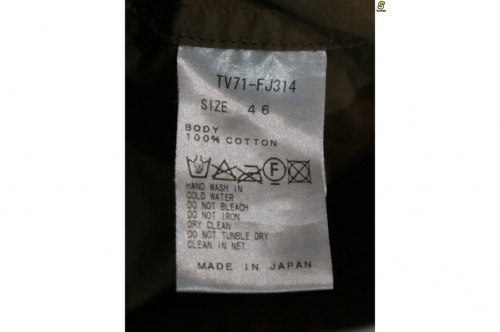 TV71-FJ314
SIZE 46
BODY
100% COTTON
F
HAND WASH IN
COLD WATER
DO NOT BLEACH
DO NOT IRON
DRY CLEAN
DO NOT TUNBLE DRY
CLEAN IN NET.
MADE IN JAPAN